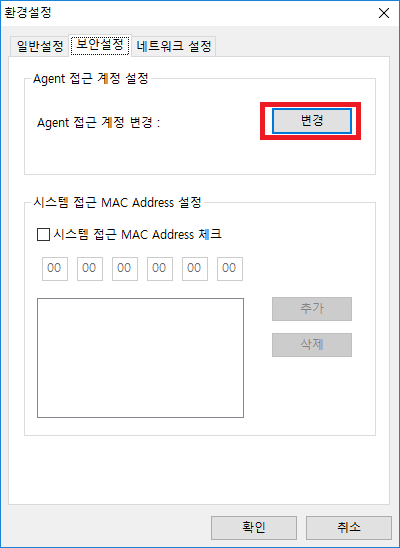 환경설정
일반설정 보안설정 네트워크 설정
Agent 접근 계정 설정
Agent 접근 계정 변경 : 변경
시스템 접근 MAC Address 설정
시스템 접근 MAC Address 체크
00 00 00 00 00 00
추가
삭제
확인 취소